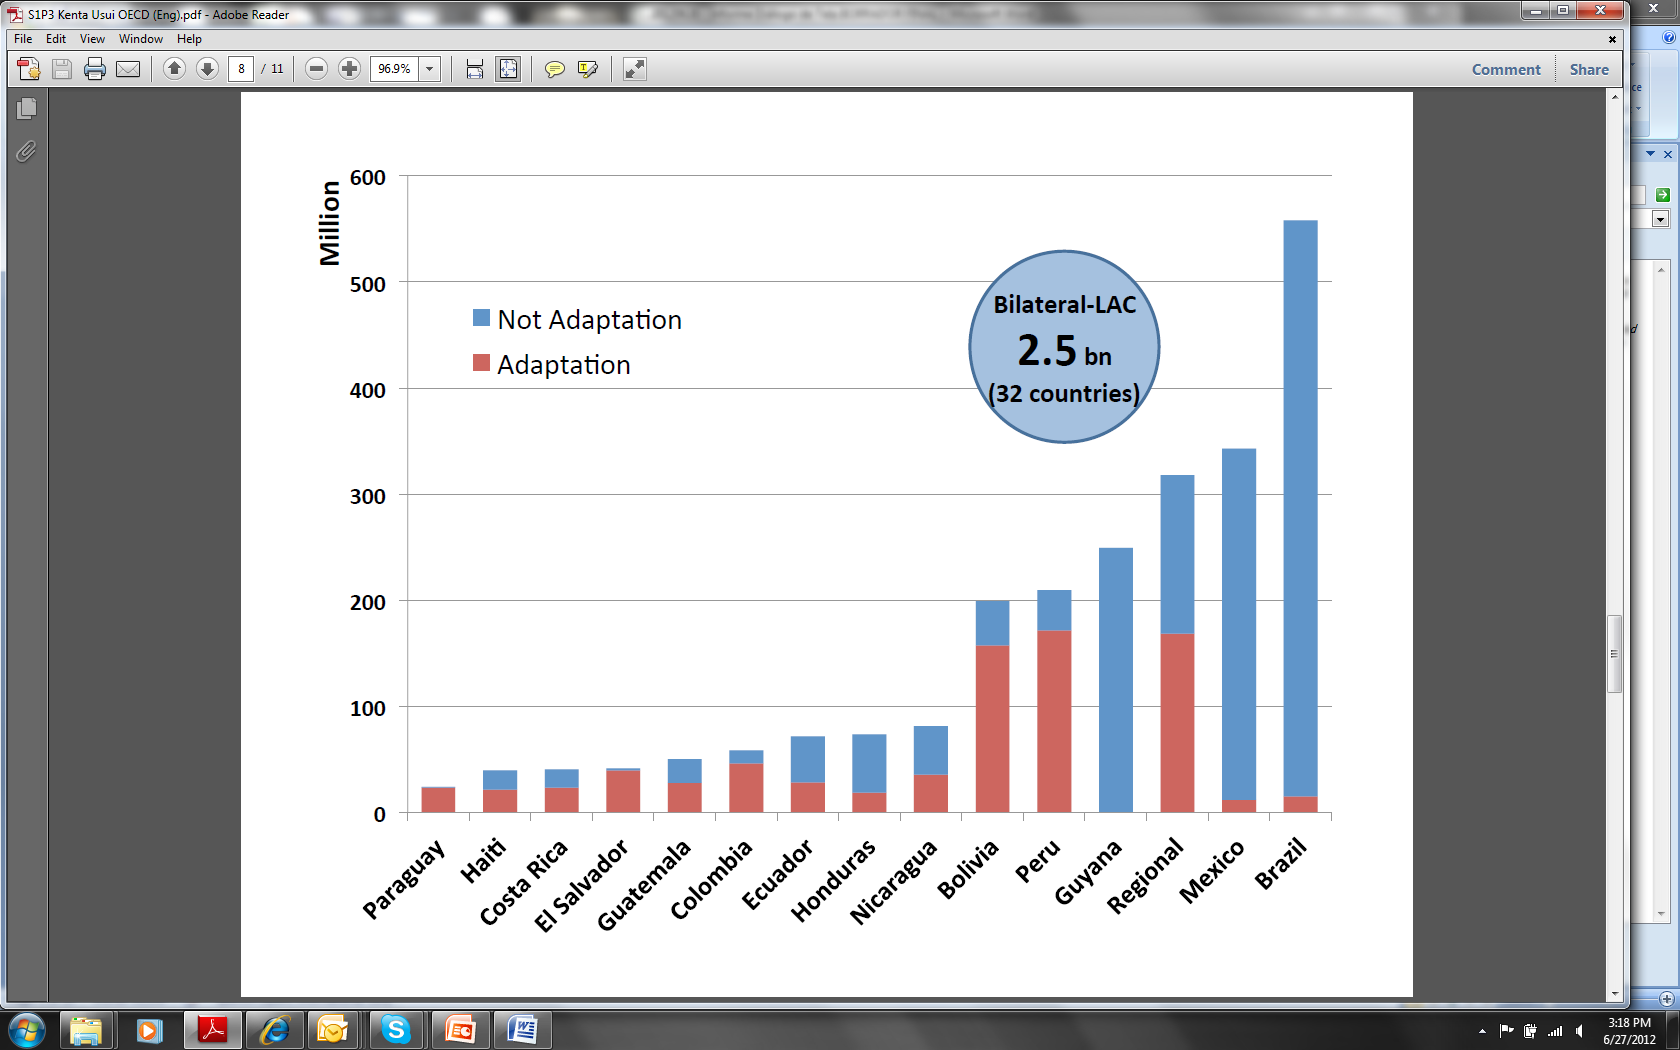 S1P3 Kenta Usui OECD (Eng).pdf - Adobe Reader
File Edit View Window Help
8 / 11 96.9% Comment Share
Million
600
500
400
300
200
100
0
Not Adaptation
Adaptation
Bilateral-LAC
2.5 bn
(32 countries)
Paraguay
Haiti
Costa Rica
El Salvador
Guatemala
Colombia
Ecuador
Honduras
Nicaragua
Bolivia
Peru
Guyana
Regional
Mexico
Brazil
3:18 PM
6/27/2012